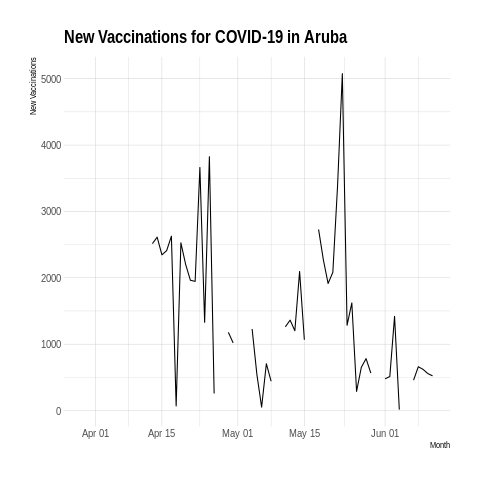 New Vaccinations for COVID-19 in Aruba
New Vaccinations
5000
4000
3000
2000
1000
0
Apr 01
Apr 15
May 01
May 15
Jun 01
Month